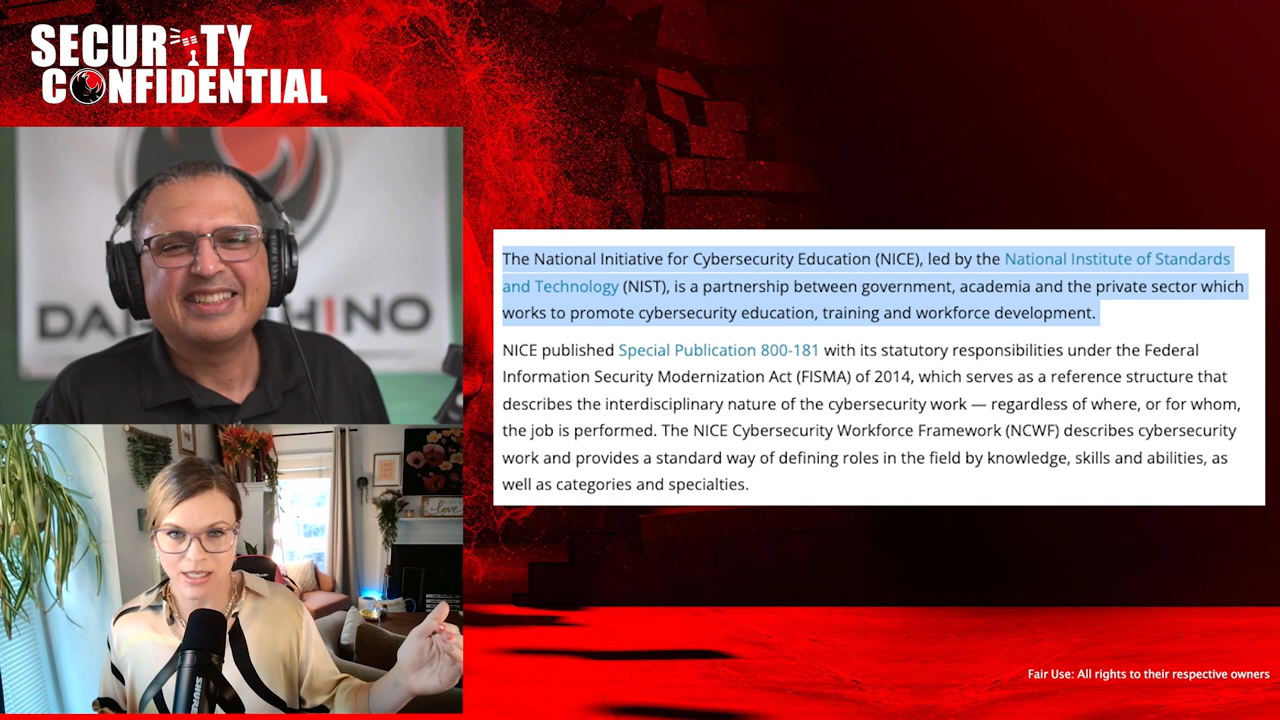 SECURITY
CONFIDENTIAL
The National Initiative for Cybersecurity Education (NICE), led by the National Institute of Standards
and Technology (NIST), is a partnership between government, academia and the private sector which
works to promote cybersecurity education, training and workforce development.
NICE published Special Publication 800-181 with its statutory responsibilities under the Federal
Information Security Modernization Act (FISMA) of 2014, which serves as a reference structure that
describes the interdisciplinary nature of the cybersecurity work — regardless of where, or for whom,
the job is performed. The NICE Cybersecurity Workforce Framework (NCWF) describes cybersecurity
work and provides a standard way of defining roles in the field by knowledge, skills and abilities, as
well as categories and specialties.
love
SHURE
Fair Use: All rights to their respective owners